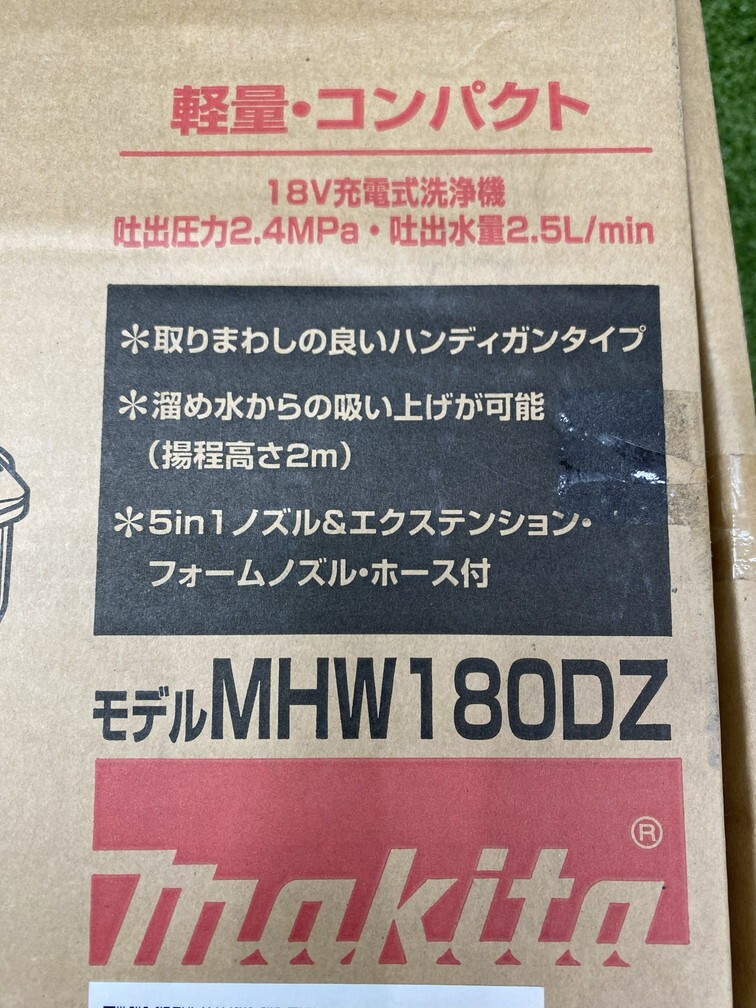 軽量・コンパクト
18V充電式洗浄機
吐出圧力2.4MPa・吐出水量2.5L/min
＊取りまわしの良いハンディガンタイプ
＊溜め水からの吸い上げが可能
（揚程高さ2m）
＊5in1ノズル&エクステンション・
フォームノズル・ホース付
モデルMHW180DZ
makita®